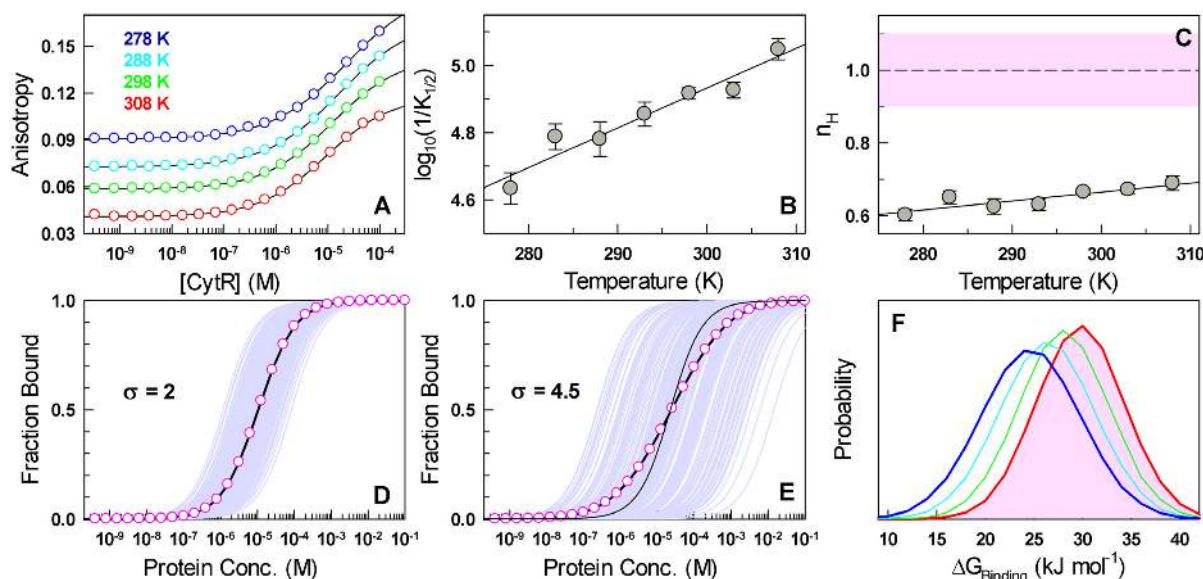 0.15
0.12
0.09
0.06
0.03
Anisotropy
278 K
288 K
298 K
308 K
A
10⁻⁹ 10⁻⁸ 10⁻⁷ 10⁻⁶ 10⁻⁵ 10⁻⁴
[CytR] (M)
log₁₀(1/K₁/₂)
5.0
4.8
4.6
B
280 290 300 310
Temperature (K)
n_H
1.0
0.8
0.6
C
280 290 300 310
Temperature (K)
Fraction Bound
1.0
0.5
0.0
σ = 2
D
10⁻⁹ 10⁻⁸ 10⁻⁷ 10⁻⁶ 10⁻⁵ 10⁻⁴ 10⁻³ 10⁻² 10⁻¹
Protein Conc. (M)
Fraction Bound
1.0
0.5
0.0
σ = 4.5
E
10⁻⁹ 10⁻⁸ 10⁻⁷ 10⁻⁶ 10⁻⁵ 10⁻⁴ 10⁻³ 10⁻² 10⁻¹
Protein Conc. (M)
Probability
F
10 15 20 25 30 35 40
ΔG_Binding (kJ mol⁻¹)